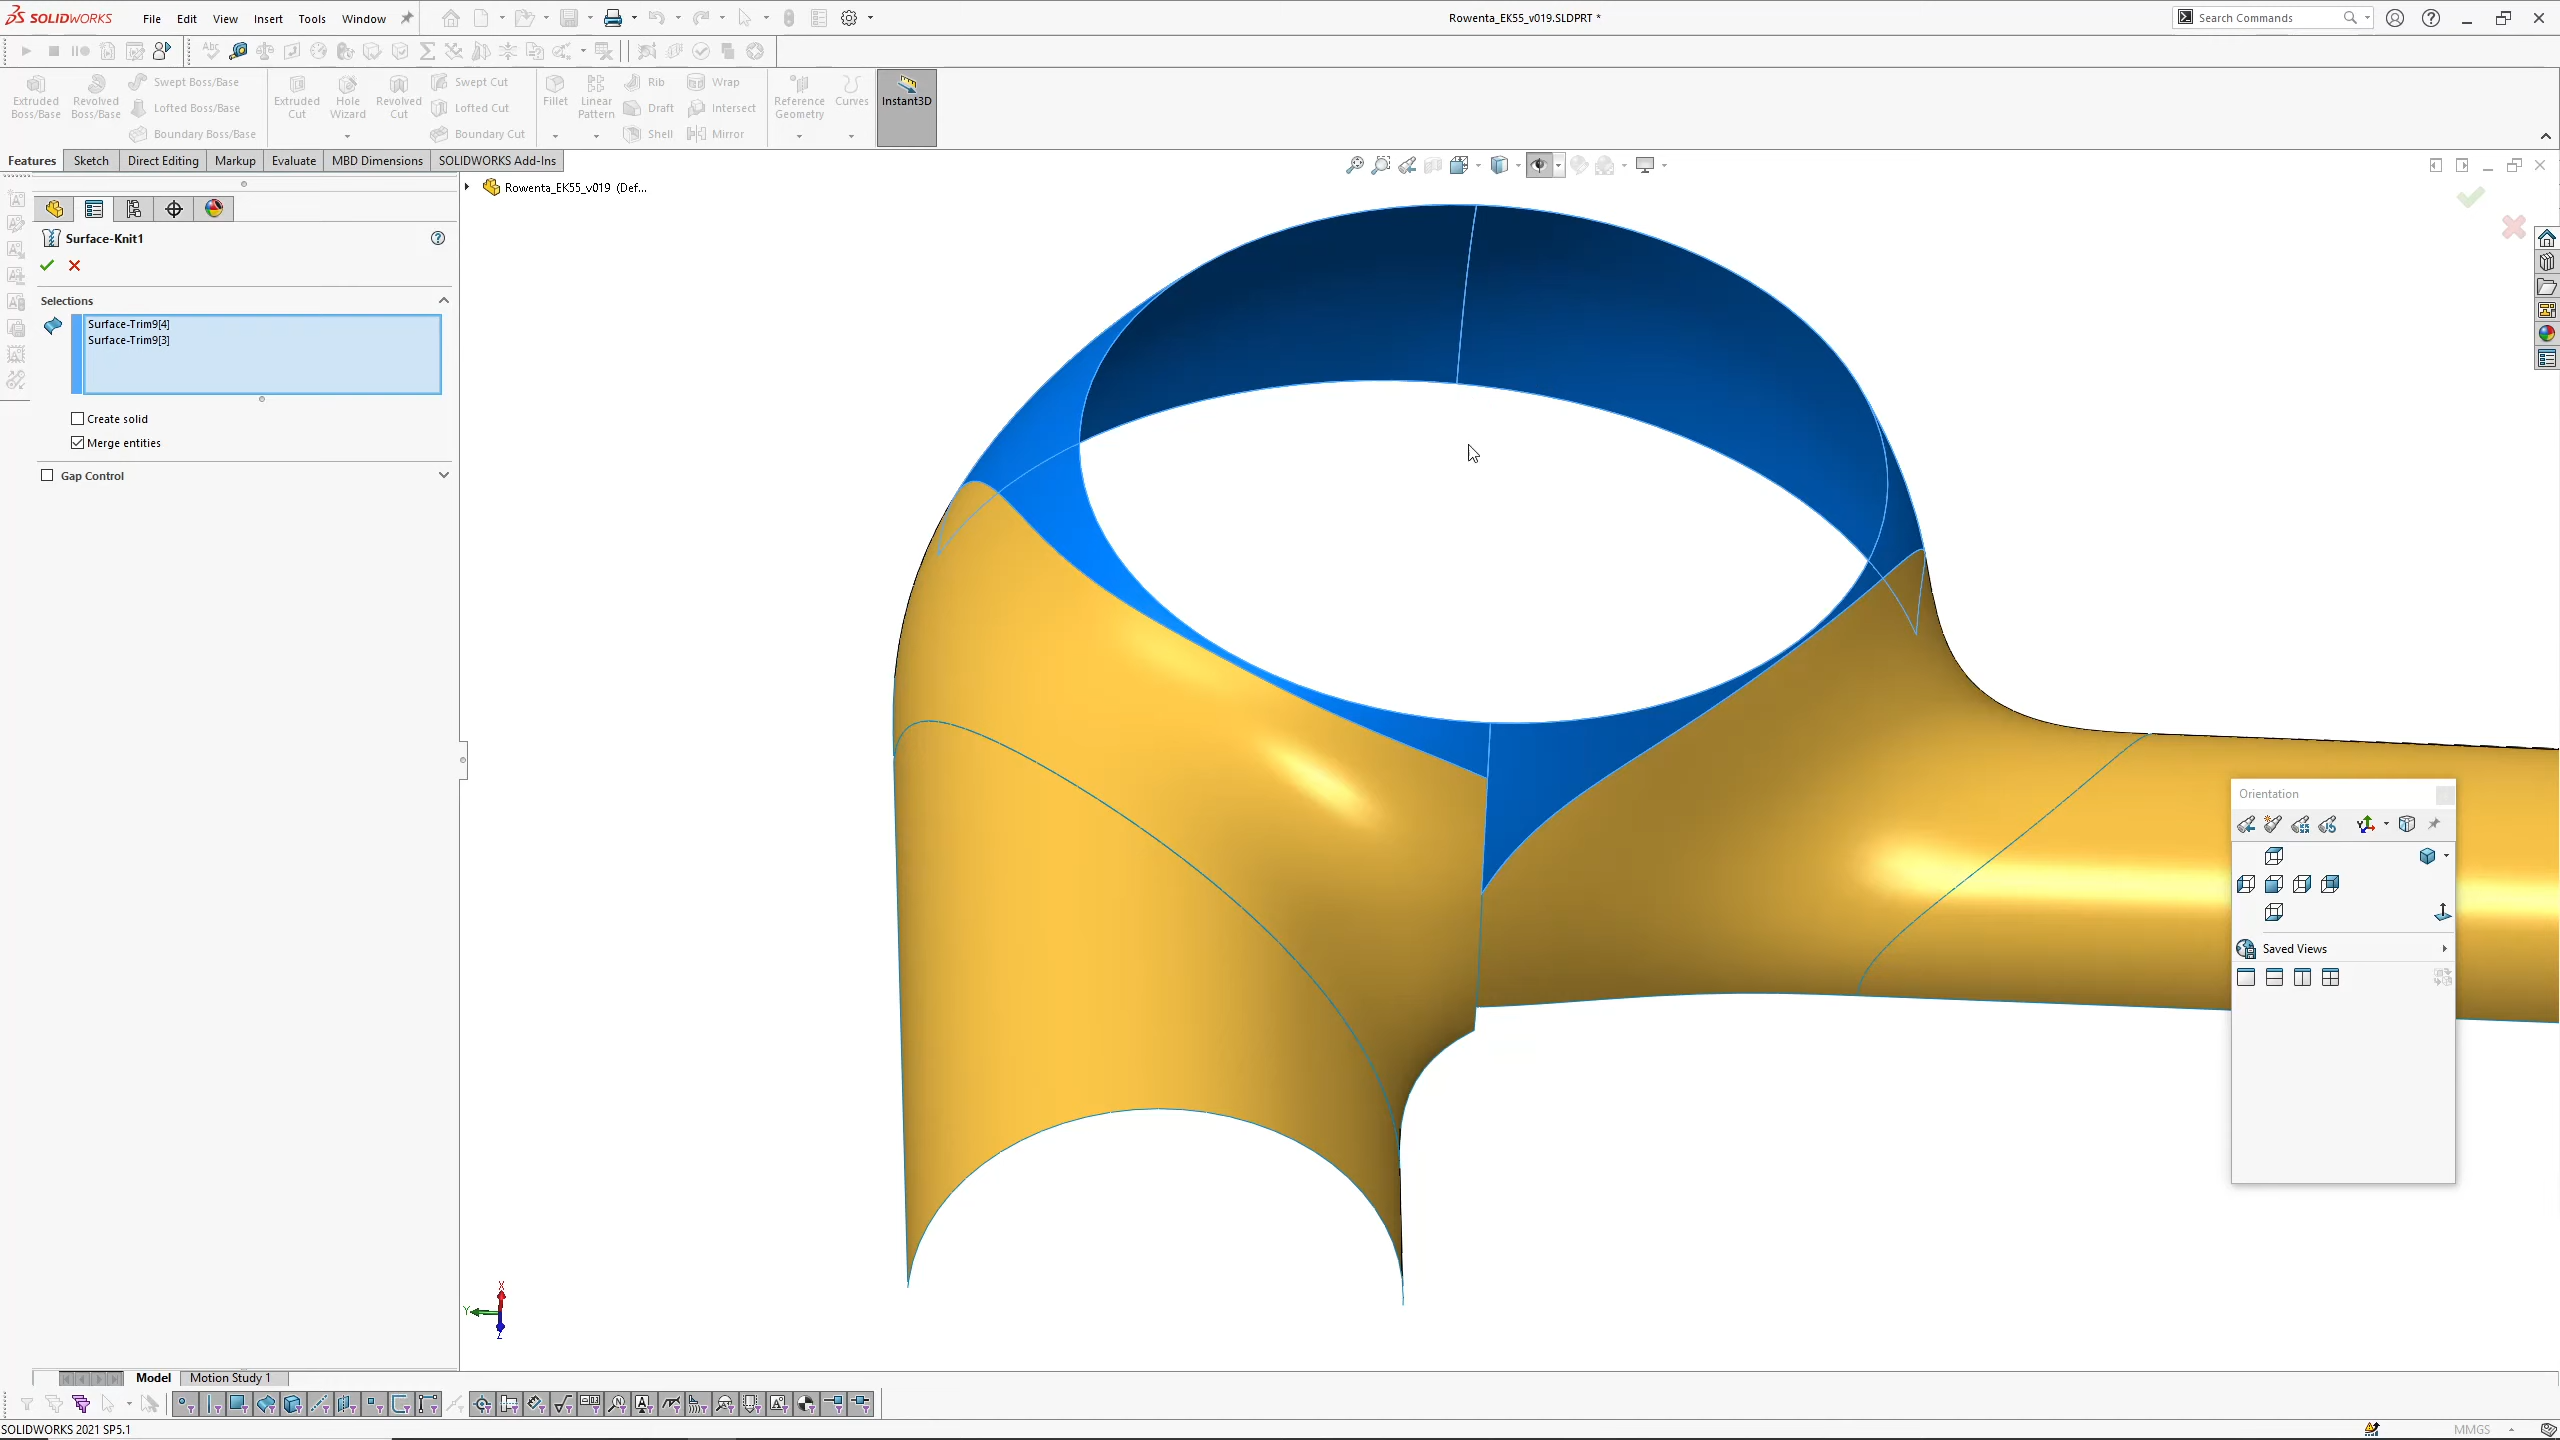 SOLIDWORKS
File Edit View Insert Tools Window
Rowenta_EK55_v019.SLDPRT *
Search Commands
Extruded Boss/Base
Revolved Boss/Base
Swept Boss/Base
Lofted Boss/Base
Boundary Boss/Base
Extruded Cut
Hole Wizard
Revolved Cut
Swept Cut
Lofted Cut
Boundary Cut
Fillet
Linear Pattern
Rib
Draft
Shell
Wrap
Intersect
Mirror
Reference Geometry
Curves
Instant3D
Features Sketch Direct Editing Markup Evaluate MBD Dimensions SOLIDWORKS Add-Ins
Rowenta_EK55_v019 (Def...
Surface-Knit1
Selections
Surface-Trim9[4]
Surface-Trim9[3]
Create solid
Merge entities
Gap Control
Orientation
Saved Views
X
Y
Z
Model Motion Study 1
SOLIDWORKS 2021 SP5.1
MMGS